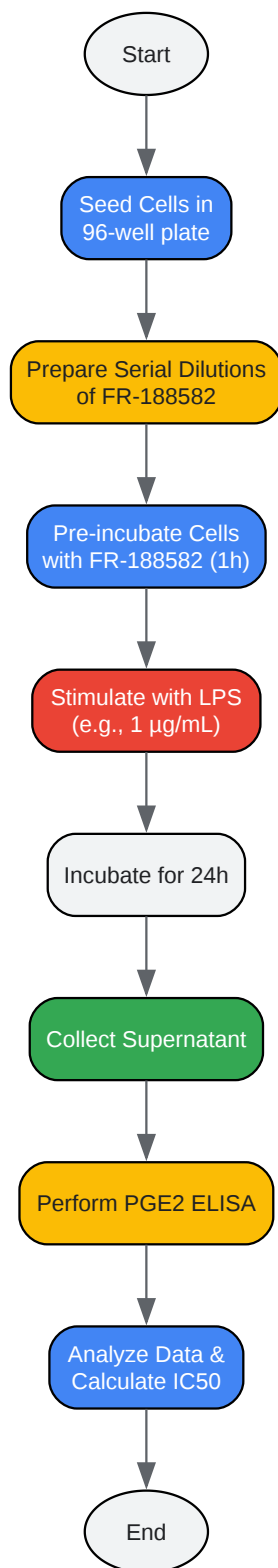 Start
Seed Cells in
96-well plate
Prepare Serial Dilutions
of FR-188582
Pre-incubate Cells
with FR-188582 (1h)
Stimulate with LPS
(e.g., 1 µg/mL)
Incubate for 24h
Collect Supernatant
Perform PGE2 ELISA
Analyze Data &
Calculate IC50
End